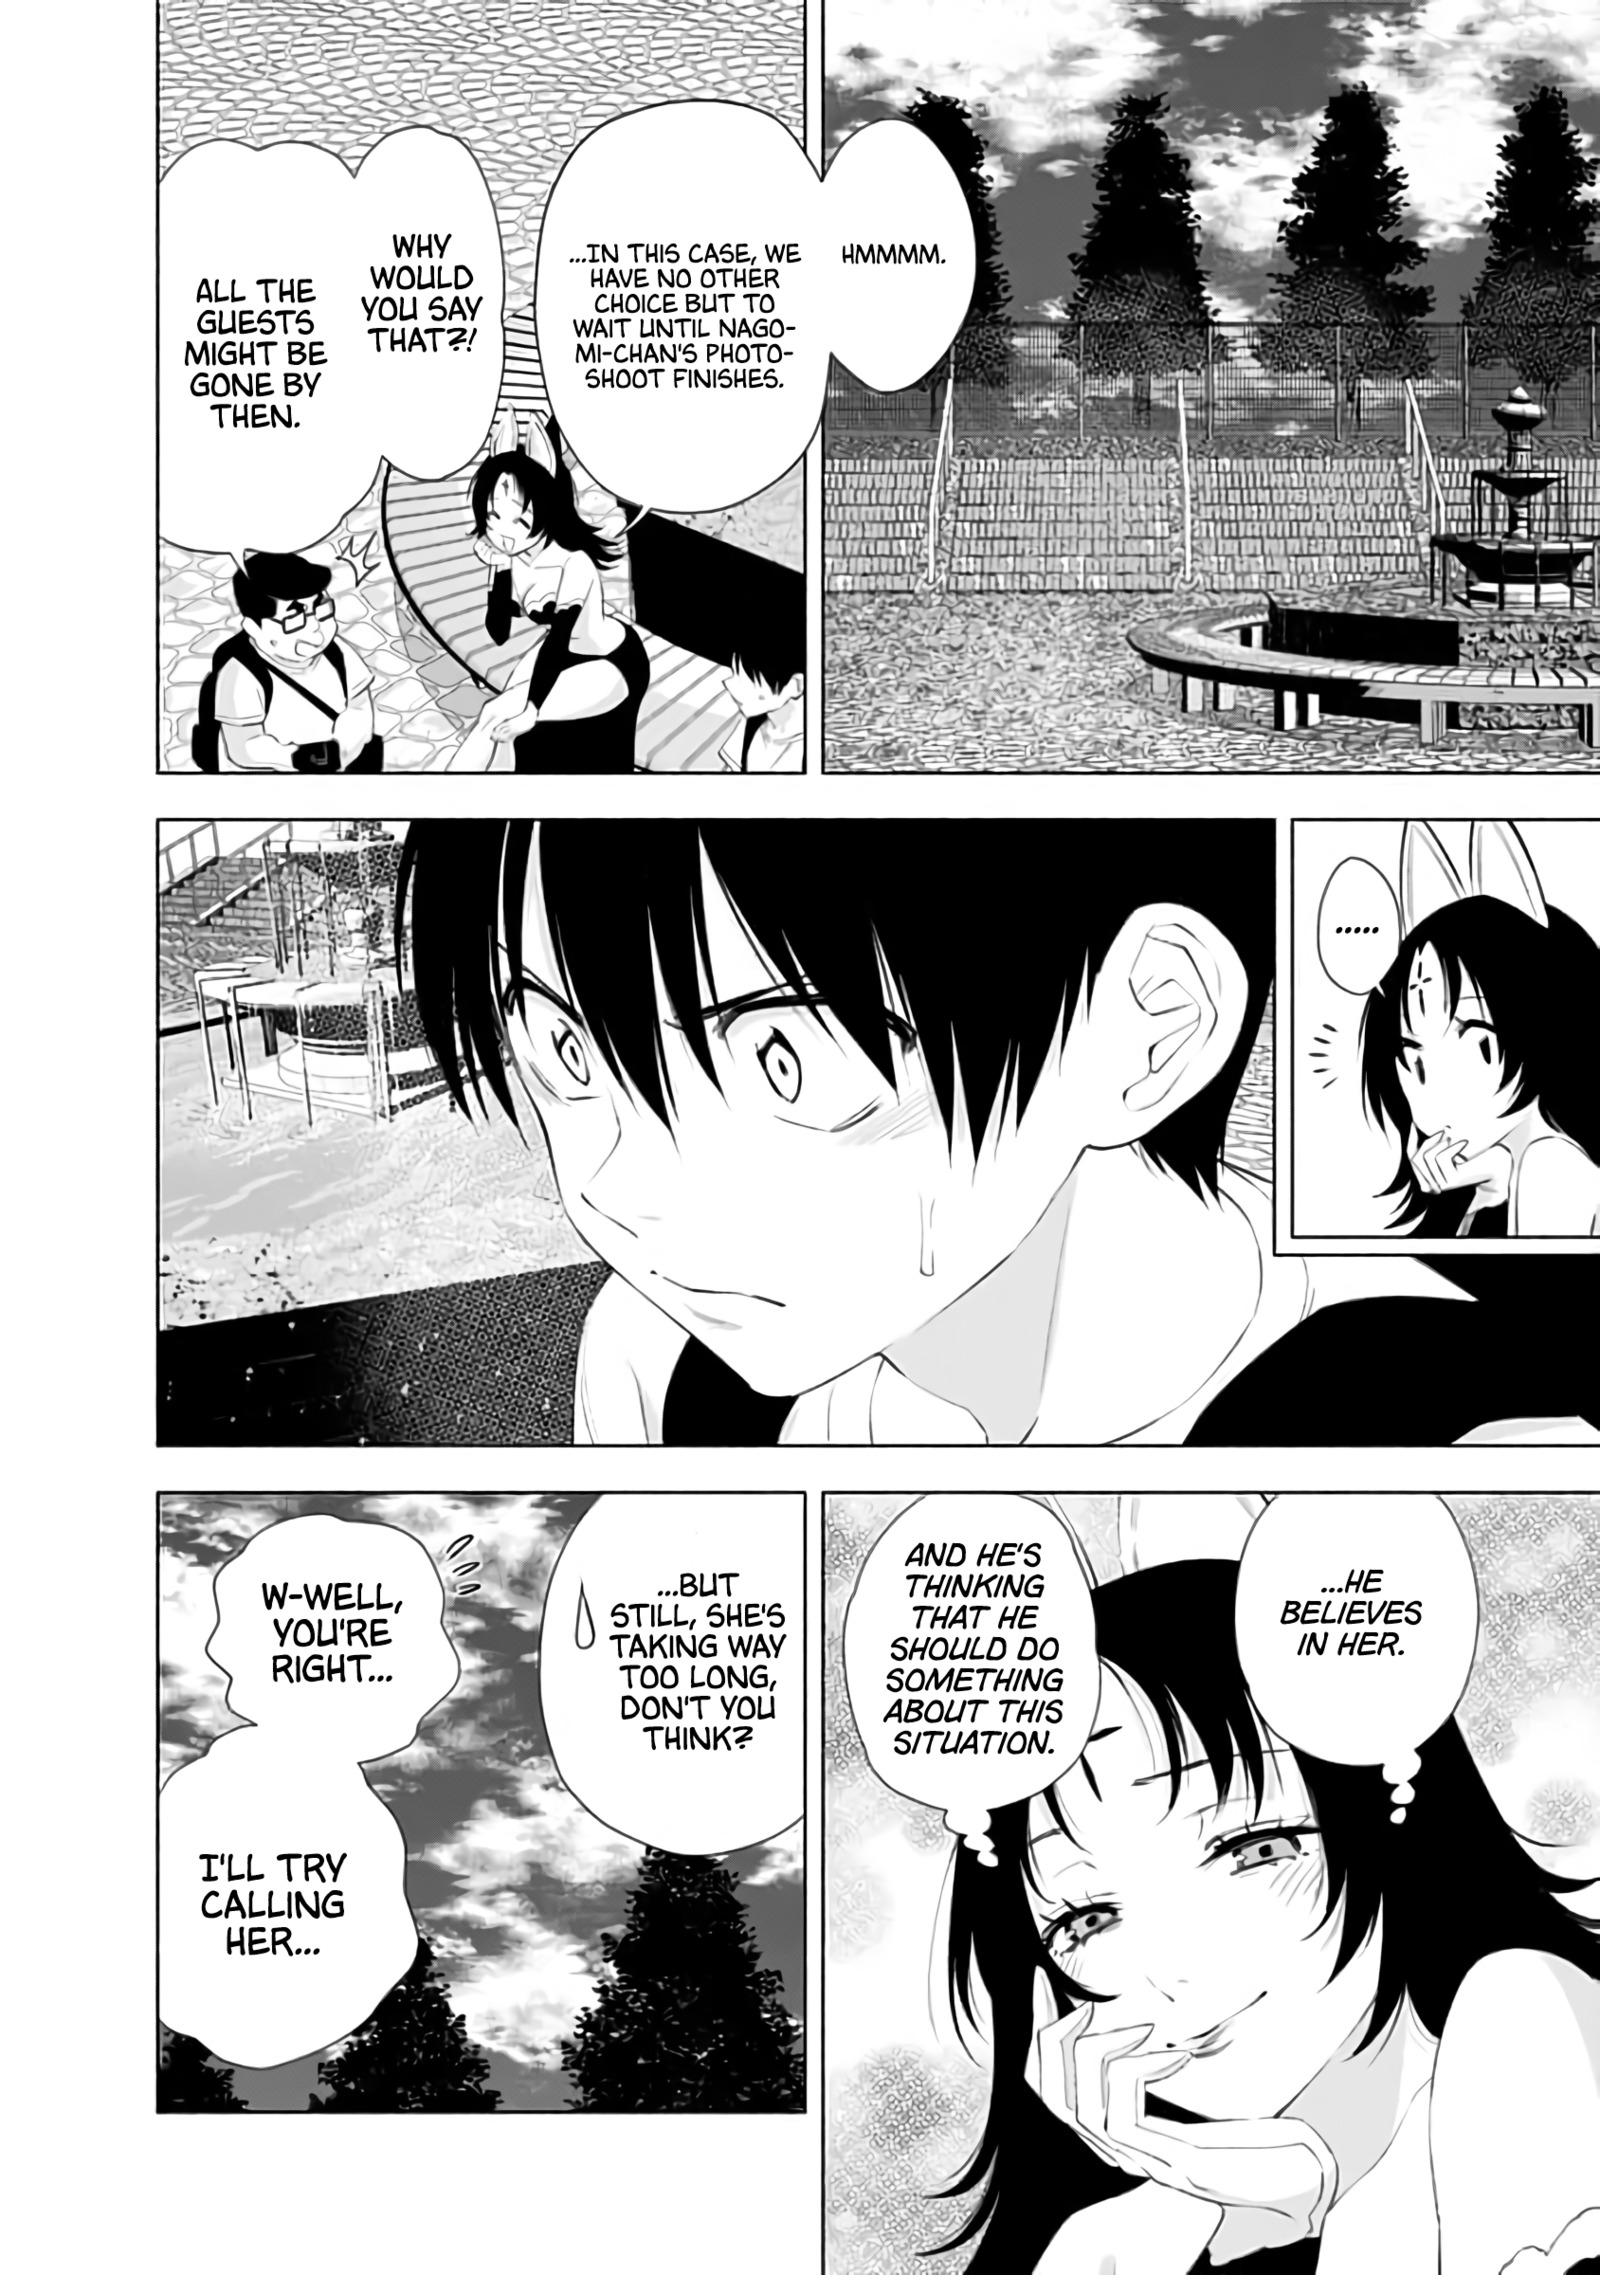 HMMMM.
...IN THIS CASE, WE
HAVE NO OTHER
CHOICE BUT TO
WAIT UNTIL NAGO-
MI-CHAN'S PHOTO-
SHOOT FINISHES.
WHY
WOULD
YOU SAY
THAT?!
ALL THE
GUESTS
MIGHT BE
GONE BY
THEN.
.....
...HE
BELIEVES
IN HER.
AND HE'S
THINKING
THAT HE
SHOULD DO
SOMETHING
ABOUT THIS
SITUATION.
...BUT
STILL, SHE'S
TAKING WAY
TOO LONG,
DON'T YOU
THINK?
W-WELL,
YOU'RE
RIGHT...
I'LL TRY
CALLING
HER...